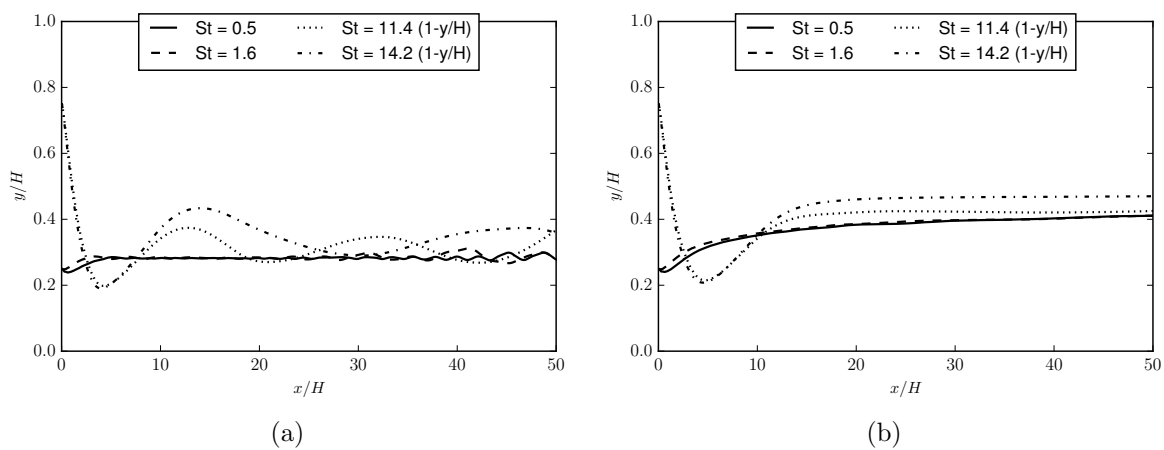 St = 0.5
St = 1.6
St = 11.4 (1-y/H)
St = 14.2 (1-y/H)
1.0
0.8
0.6
0.4
0.2
0.0
y/H
0 10 20 30 40 50
x/H
(a)
St = 0.5
St = 1.6
St = 11.4 (1-y/H)
St = 14.2 (1-y/H)
1.0
0.8
0.6
0.4
0.2
0.0
y/H
0 10 20 30 40 50
x/H
(b)